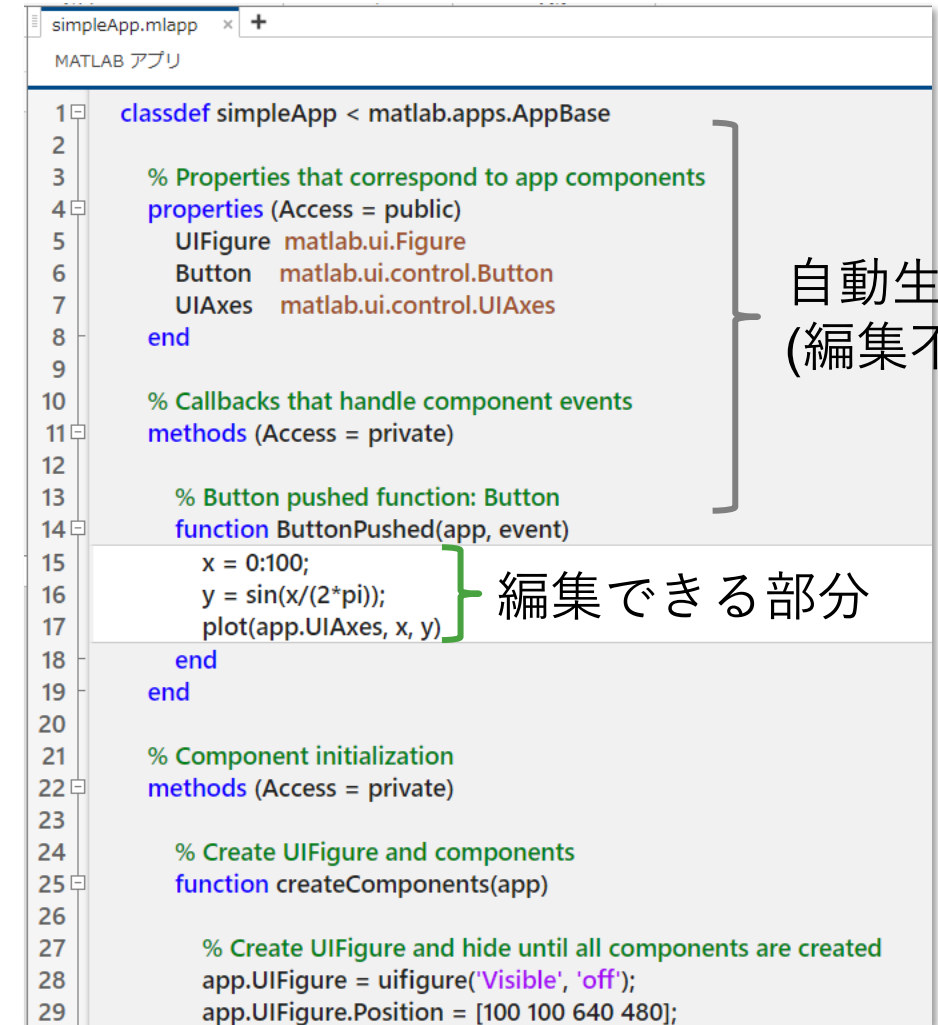 simpleApp.mlapp × +
MATLAB アプリ
1 classdef simpleApp < matlab.apps.AppBase
2
3 % Properties that correspond to app components
4 properties (Access = public)
5 UIFigure matlab.ui.Figure
6 Button matlab.ui.control.Button
7 UIAxes matlab.ui.control.UIAxes
8 end
9
10 % Callbacks that handle component events
11 methods (Access = private)
12
13 % Button pushed function: Button
14 function ButtonPushed(app, event)
15 x = 0:100;
16 y = sin(x/(2*pi));
17 plot(app.UIAxes, x, y)
18 end
19 end
20
21 % Component initialization
22 methods (Access = private)
23
24 % Create UIFigure and components
25 function createComponents(app)
26
27 % Create UIFigure and hide until all components are created
28 app.UIFigure = uifigure('Visible', 'off');
29 app.UIFigure.Position = [100 100 640 480];
自動生
(編集不
編集できる部分